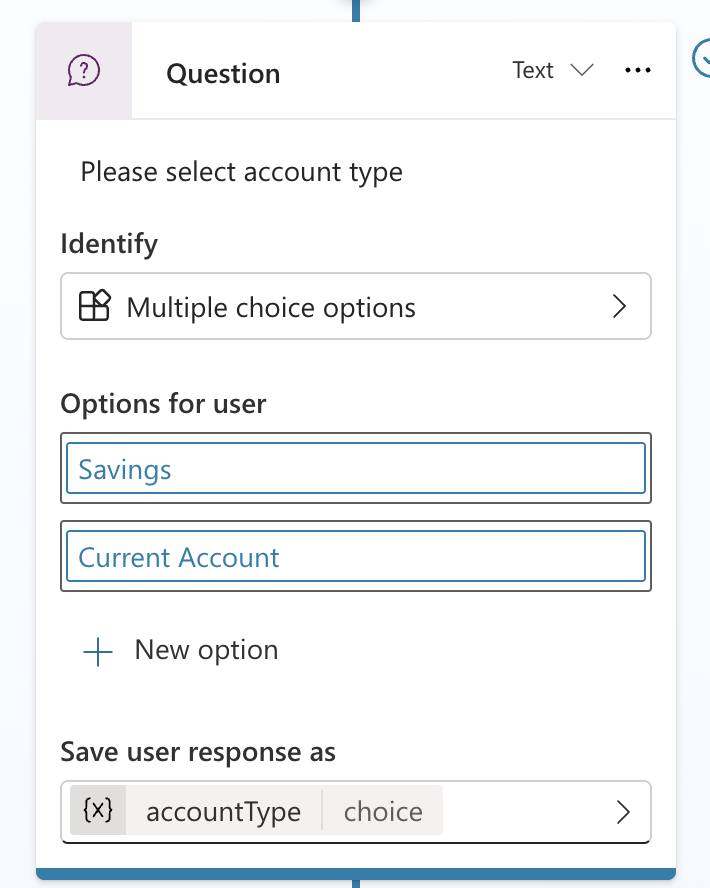 Question
Text
Please select account type
Identify
Multiple choice options
Options for user
Savings
Current Account
New option
Save user response as
{x} accountType choice